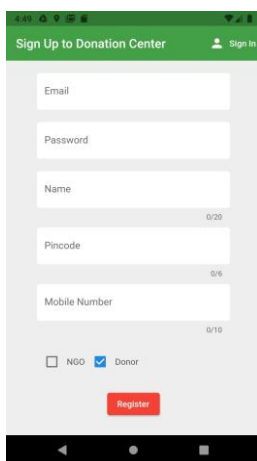 4:49
Sign Up to Donation Center Sign In
Email
Password
Name
0/20
Pincode
0/6
Mobile Number
0/10
NGO Donor
Register